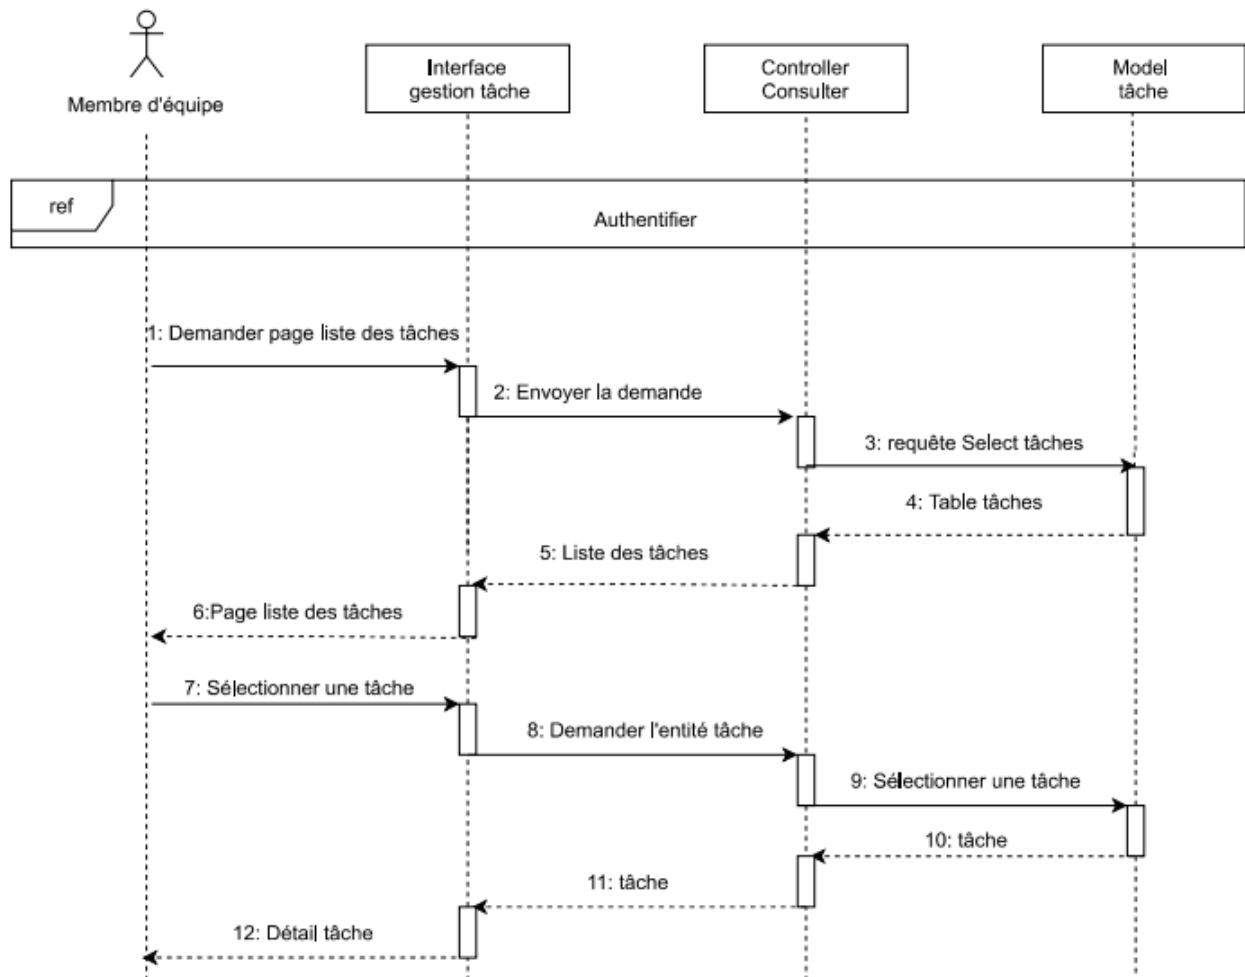 Membre d'équipe
Interface
gestion tâche
Controller
Consulter
Model
tâche
ref
Authentifier
1: Demander page liste des tâches
2: Envoyer la demande
3: requête Select tâches
4: Table tâches
5: Liste des tâches
6:Page liste des tâches
7: Sélectionner une tâche
8: Demander l'entité tâche
9: Sélectionner une tâche
10: tâche
11: tâche
12: Détail tâche